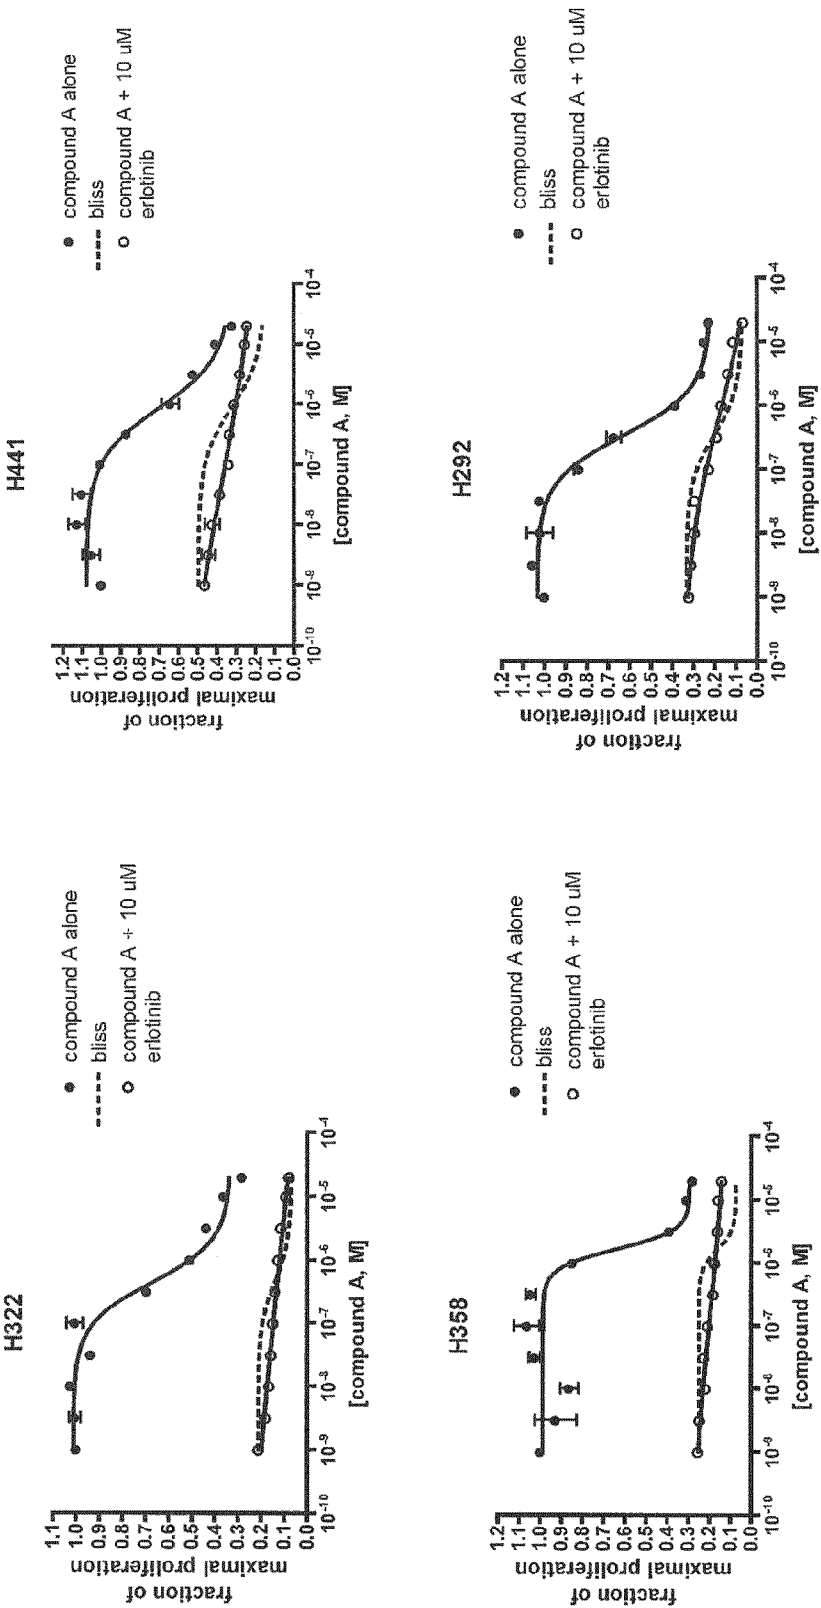 H322
fraction of
maximal proliferation
1.1
1.0
0.9
0.8
0.7
0.6
0.5
0.4
0.3
0.2
0.1
0.0
10⁻¹⁰ 10⁻⁹ 10⁻⁸ 10⁻⁷ 10⁻⁶ 10⁻⁵ 10⁻⁴
[compound A, M]
compound A alone
bliss
compound A + 10 uM
erlotinib
H441
fraction of
maximal proliferation
1.2
1.1
1.0
0.9
0.8
0.7
0.6
0.5
0.4
0.3
0.2
0.1
0.0
10⁻¹⁰ 10⁻⁹ 10⁻⁸ 10⁻⁷ 10⁻⁶ 10⁻⁵ 10⁻⁴
[compound A, M]
compound A alone
bliss
compound A + 10 uM
erlotinib
H358
fraction of
maximal proliferation
1.2
1.1
1.0
0.9
0.8
0.7
0.6
0.5
0.4
0.3
0.2
0.1
0.0
10⁻¹⁰ 10⁻⁹ 10⁻⁸ 10⁻⁷ 10⁻⁶ 10⁻⁵ 10⁻⁴
[compound A, M]
compound A alone
bliss
compound A + 10 uM
erlotinib
H292
fraction of
maximal proliferation
1.2
1.1
1.0
0.9
0.8
0.7
0.6
0.5
0.4
0.3
0.2
0.1
0.0
10⁻¹⁰ 10⁻⁹ 10⁻⁸ 10⁻⁷ 10⁻⁶ 10⁻⁵ 10⁻⁴
[compound A, M]
compound A alone
bliss
compound A + 10 uM
erlotinib